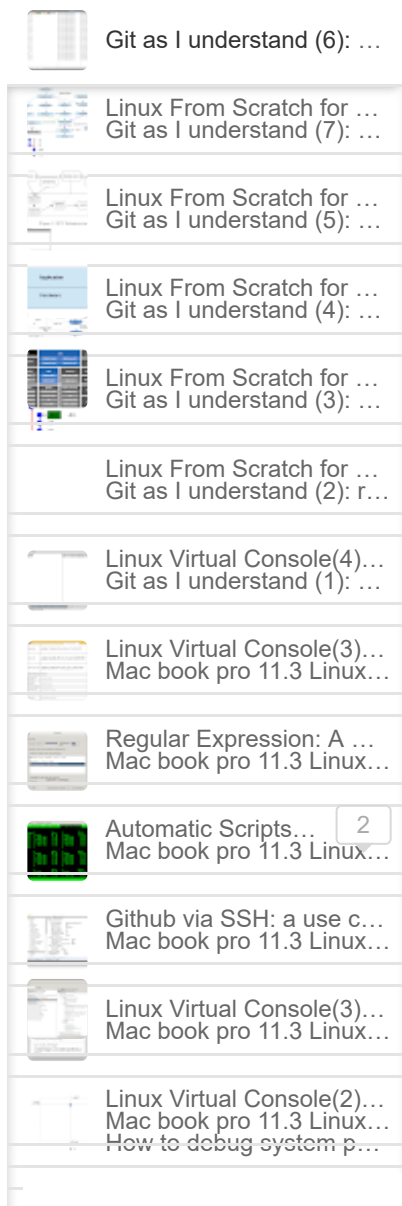 Git as I understand (6): …
Linux From Scratch for …
Git as I understand (7): …
Linux From Scratch for …
Git as I understand (5): …
Linux From Scratch for …
Git as I understand (4): …
Linux From Scratch for …
Git as I understand (3): …
Linux From Scratch for …
Git as I understand (2): r…
Linux Virtual Console(4)…
Git as I understand (1): …
Linux Virtual Console(3)…
Mac book pro 11.3 Linux…
Regular Expression: A …
Mac book pro 11.3 Linux…
Automatic Scripts…
2
Mac book pro 11.3 Linux…
Github via SSH: a use c…
Mac book pro 11.3 Linux…
Linux Virtual Console(3)…
Mac book pro 11.3 Linux…
Linux Virtual Console(2)…
Mac book pro 11.3 Linux…
How to debug system p…